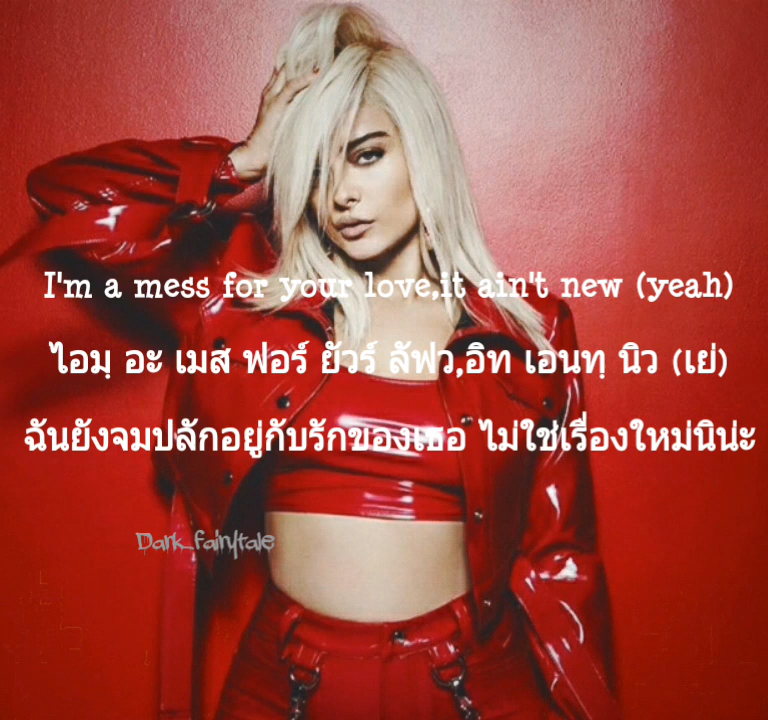 I'm a mess for your love,it ain't new (yeah)
ไอมฺ อะ เมส ฟอร์ ยัวร์ ลัฟว,อิท เอนทฺ นิว (เย่)
ฉันยังจมปลักอยู่กับรักของเธอ ไม่ใช่เรื่องใหม่นิน่ะ
Dark_fairytale